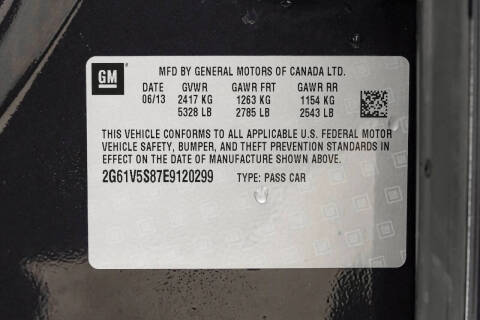 GM
MFD BY GENERAL MOTORS OF CANADA LTD.
DATE GVWR GAWR FRT GAWR RR
06/13 2417 KG 1263 KG 1154 KG
5328 LB 2785 LB 2543 LB
THIS VEHICLE CONFORMS TO ALL APPLICABLE U.S. FEDERAL MOTOR
VEHICLE SAFETY, BUMPER, AND THEFT PREVENTION STANDARDS IN
EFFECT ON THE DATE OF MANUFACTURE SHOWN ABOVE.
2G61V5S87E9120299 TYPE: PASS CAR